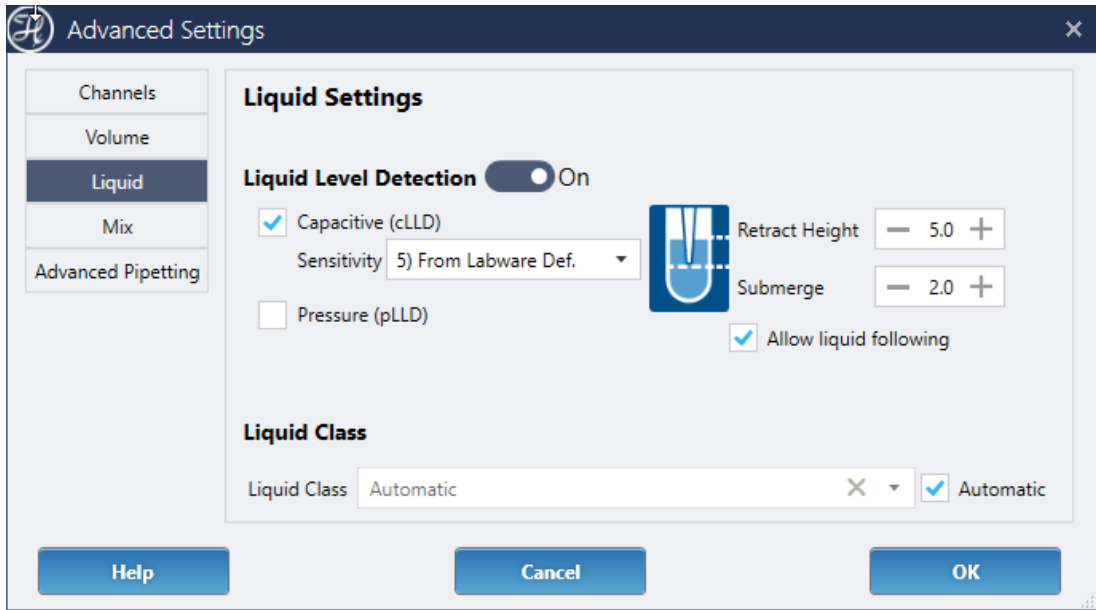 Advanced Settings
Channels
Volume
Liquid
Mix
Advanced Pipetting
Liquid Settings
Liquid Level Detection On
Capacitive (cLLD)
Sensitivity 5) From Labware Def.
Pressure (pLLD)
Retract Height 5.0
Submerge 2.0
Allow liquid following
Liquid Class
Liquid Class Automatic Automatic
Help Cancel OK